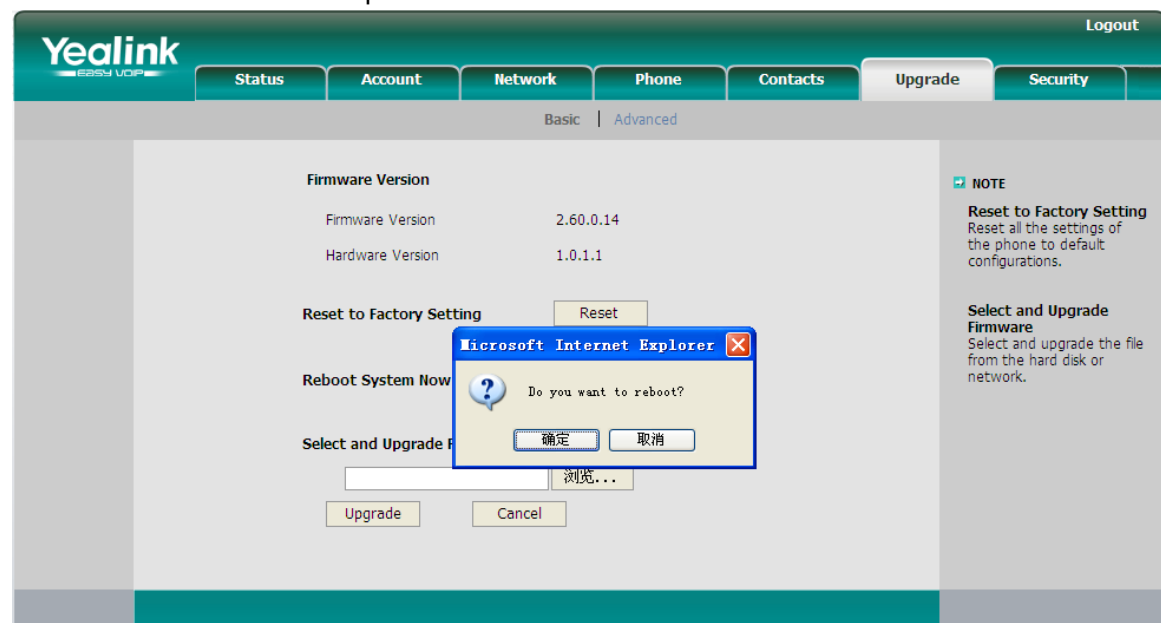 Logout
Yealink
EASY VOIP
Status Account Network Phone Contacts Upgrade Security
Basic | Advanced
Firmware Version
Firmware Version 2.60.0.14
Hardware Version 1.0.1.1
Reset to Factory Setting Reset
Reboot System Now
Select and Upgrade F
浏览...
Upgrade Cancel
Microsoft Internet Explorer
Do you want to reboot?
确定 取消
NOTE
Reset to Factory Setting
Reset all the settings of
the phone to default
configurations.
Select and Upgrade
Firmware
Select and upgrade the file
from the hard disk or
network.